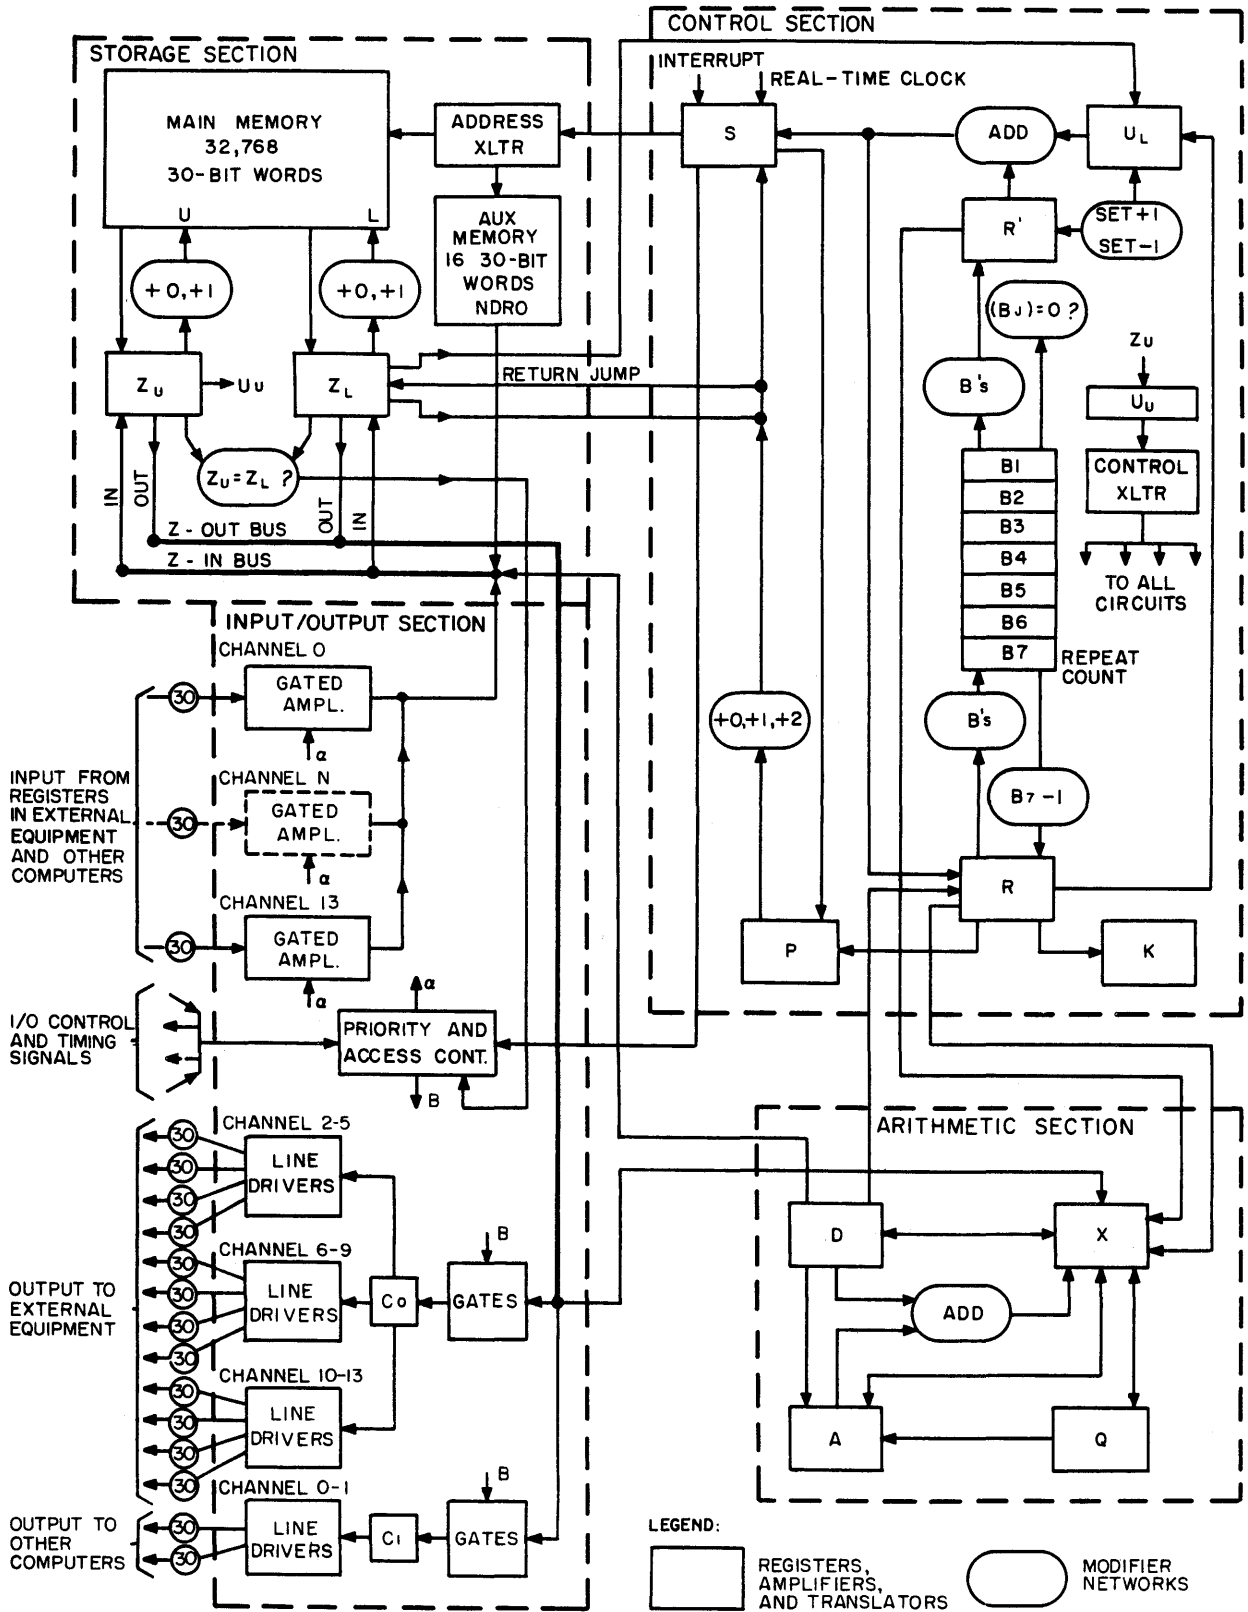 CONTROL SECTION
STORAGE SECTION
INTERRUPT
REAL-TIME CLOCK
MAIN MEMORY
32,768
30-BIT WORDS
U
L
ADDRESS
XLTR
S
ADD
UL
AUX
MEMORY
16 30-BIT
WORDS
NDRO
R'
SET+1
SET-1
+0,+1
+0,+1
(BJ)=0 ?
ZU
ZU
UU
ZL
RETURN JUMP
B's
UU
ZU=ZL ?
IN
OUT
OUT
IN
Z-OUT BUS
Z-IN BUS
B1
B2
B3
B4
B5
B6
B7
CONTROL
XLTR
TO ALL
CIRCUITS
REPEAT
COUNT
INPUT/OUTPUT SECTION
CHANNEL 0
30
GATED
AMPL.
α
CHANNEL N
30
GATED
AMPL.
α
CHANNEL 13
30
GATED
AMPL.
α
INPUT FROM
REGISTERS
IN EXTERNAL
EQUIPMENT
AND OTHER
COMPUTERS
+0,+1,+2
B's
B7-1
R
P
K
I/O CONTROL
AND TIMING
SIGNALS
α
PRIORITY AND
ACCESS CONT.
B
CHANNEL 2-5
30
30
30
30
LINE
DRIVERS
CHANNEL 6-9
30
30
30
30
LINE
DRIVERS
CO
B
GATES
OUTPUT TO
EXTERNAL
EQUIPMENT
CHANNEL 10-13
30
30
30
30
LINE
DRIVERS
CHANNEL 0-1
30
30
LINE
DRIVERS
C1
B
GATES
OUTPUT TO
OTHER
COMPUTERS
ARITHMETIC SECTION
D
X
ADD
A
Q
LEGEND:
REGISTERS,
AMPLIFIERS,
AND TRANSLATORS
MODIFIER
NETWORKS